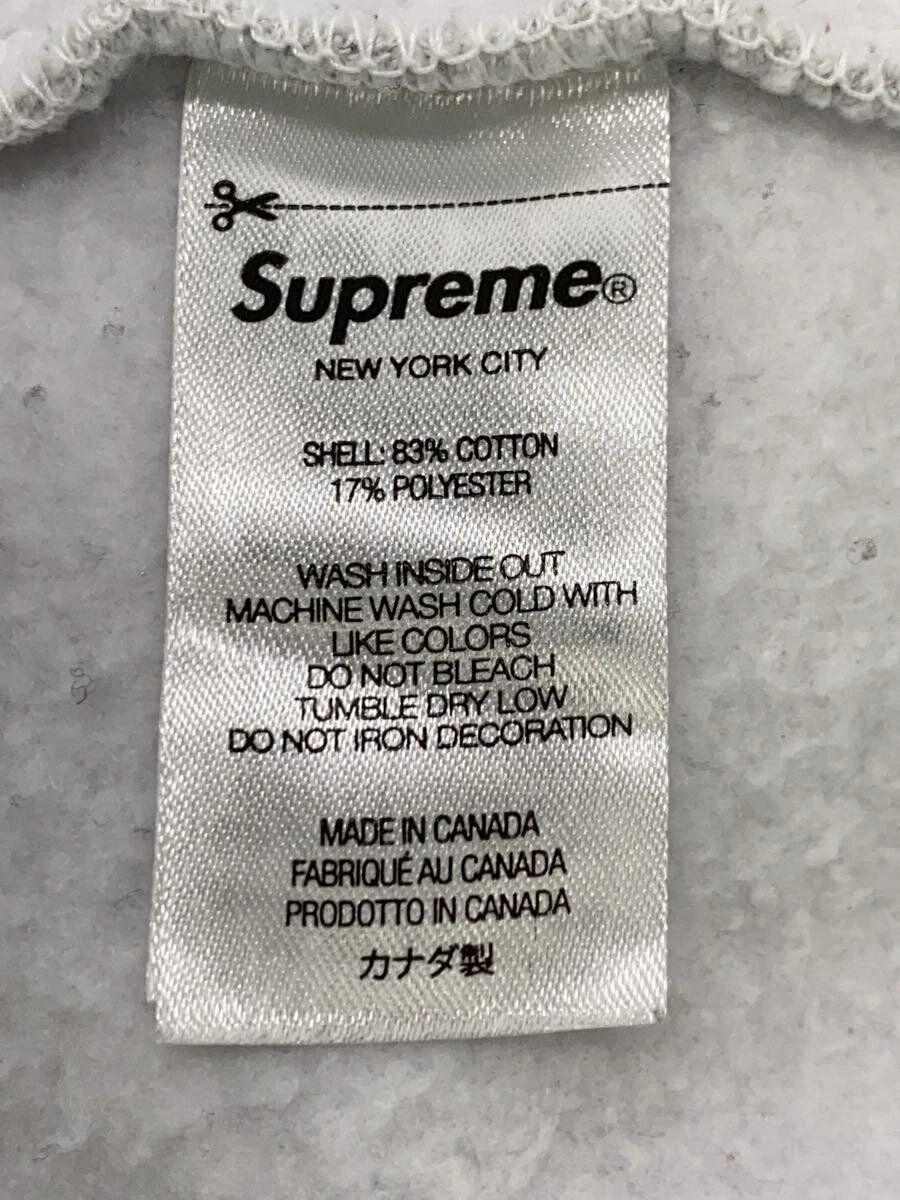 Supreme®
NEW YORK CITY
SHELL: 83% COTTON
17% POLYESTER
WASH INSIDE OUT
MACHINE WASH COLD WITH
LIKE COLORS
DO NOT BLEACH
TUMBLE DRY LOW
DO NOT IRON DECORATION
MADE IN CANADA
FABRIQUÉ AU CANADA
PRODOTTO IN CANADA
カナダ製